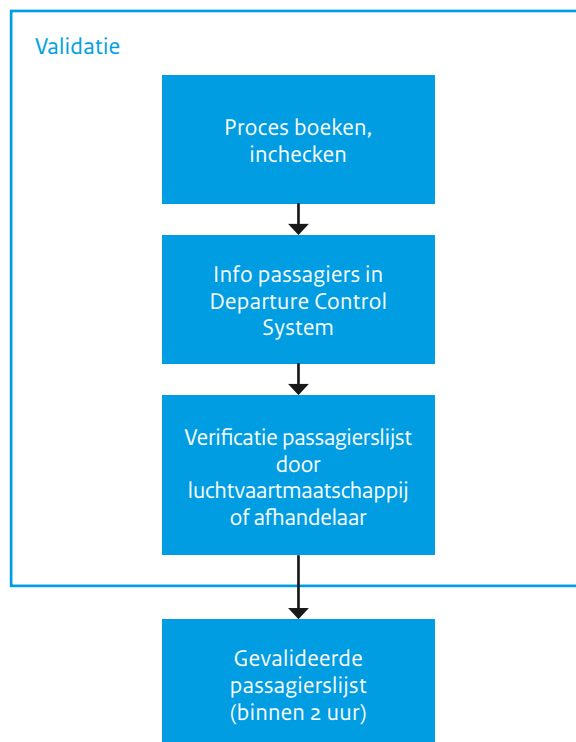 Validatie
Proces boeken,
inchecken
Info passagiers in
Departure Control
System
Verificatie passagierslijst
door
luchtvaartmaatschappij
of afhandelaar
Gevalideerde
passagierslijst
(binnen 2 uur)